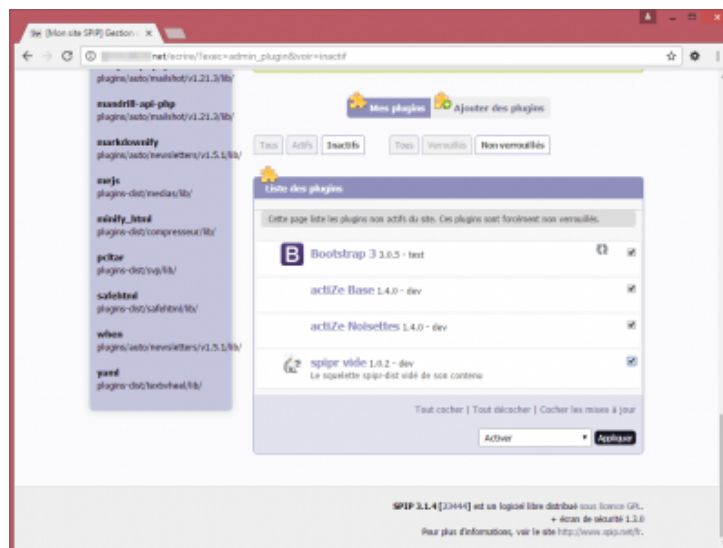 [Mon site SPIP] Gestion
net/ecrire/?exec=admin_plugin&voir=inactif
plugins/auto/mailshot/v1.21.3/lib/
mandrill-api-php
plugins/auto/mailshot/v1.21.3/lib/
markdownify
plugins/auto/newsletters/v1.5.1/lib/
mejs
plugins-dist/medias/lib/
minify_html
plugins-dist/compresseur/lib/
pcltar
plugins-dist/svp/lib/
safehtml
plugins-dist/safehtml/lib/
when
plugins/auto/newsletters/v1.5.1/lib/
yaml
plugins-dist/textwheel/lib/
Mes plugins Ajouter des plugins
Tous Actifs Inactifs Tous Verrouillés Non verrouillés
Liste des plugins
Cette page liste les plugins non actifs du site. Ces plugins sont forcément non verrouillés.
B Bootstrap 3 3.0.5 - test
actiZe Base 1.4.0 - dev
actiZe Noisettes 1.4.0 - dev
spipr vide 1.0.2 - dev
Le squelette spipr-dist vidé de son contenu
Tout cocher | Tout décocher | Cocher les mises à jour
Activer Appliquer
SPIP 3.1.4 [23444] est un logiciel libre distribué sous licence GPL.
+ écran de sécurité 1.3.0
Pour plus d'informations, voir le site http://www.spip.net/fr.